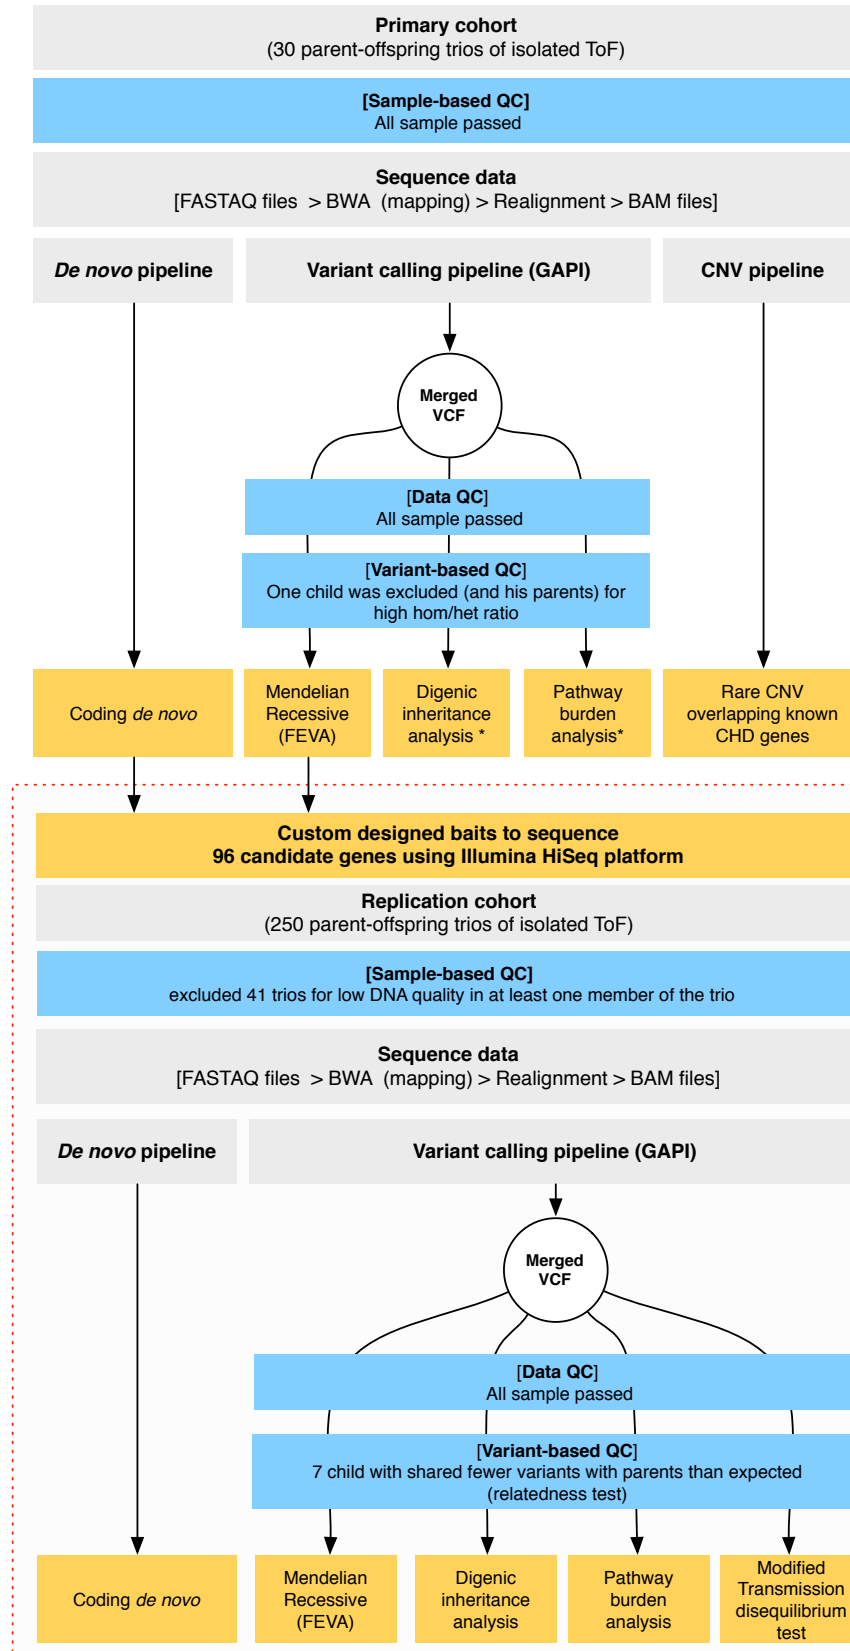 Primary cohort
(30 parent-offspring trios of isolated ToF)
[Sample-based QC]
All sample passed
Sequence data
[FASTAQ files > BWA (mapping) > Realignment > BAM files]
De novo pipeline
Variant calling pipeline (GAPI)
CNV pipeline
Merged
VCF
[Data QC]
All sample passed
[Variant-based QC]
One child was excluded (and his parents) for
high hom/het ratio
Coding de novo
Mendelian
Recessive
(FEVA)
Digenic
inheritance
analysis *
Pathway
burden
analysis*
Rare CNV
overlapping known
CHD genes
Custom designed baits to sequence
96 candidate genes using Illumina HiSeq platform
Replication cohort
(250 parent-offspring trios of isolated ToF)
[Sample-based QC]
excluded 41 trios for low DNA quality in at least one member of the trio
Sequence data
[FASTAQ files > BWA (mapping) > Realignment > BAM files]
De novo pipeline
Variant calling pipeline (GAPI)
Merged
VCF
[Data QC]
All sample passed
[Variant-based QC]
7 child with shared fewer variants with parents than expected
(relatedness test)
Coding de novo
Mendelian
Recessive
(FEVA)
Digenic
inheritance
analysis
Pathway
burden
analysis
Modified
Transmission
disequilibrium
test